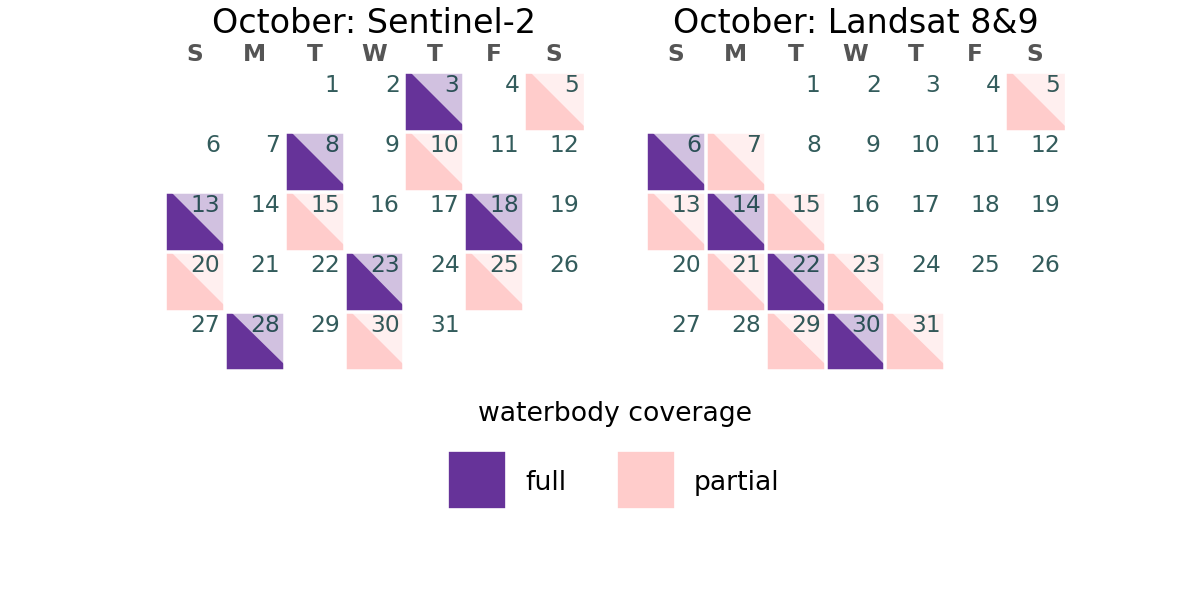 October: Sentinel-2
S M T W T F S
1 2 3 4 5
6 7 8 9 10 11 12
13 14 15 16 17 18 19
20 21 22 23 24 25 26
27 28 29 30 31
October: Landsat 8&9
S M T W T F S
1 2 3 4 5
6 7 8 9 10 11 12
13 14 15 16 17 18 19
20 21 22 23 24 25 26
27 28 29 30 31
waterbody coverage
full
partial